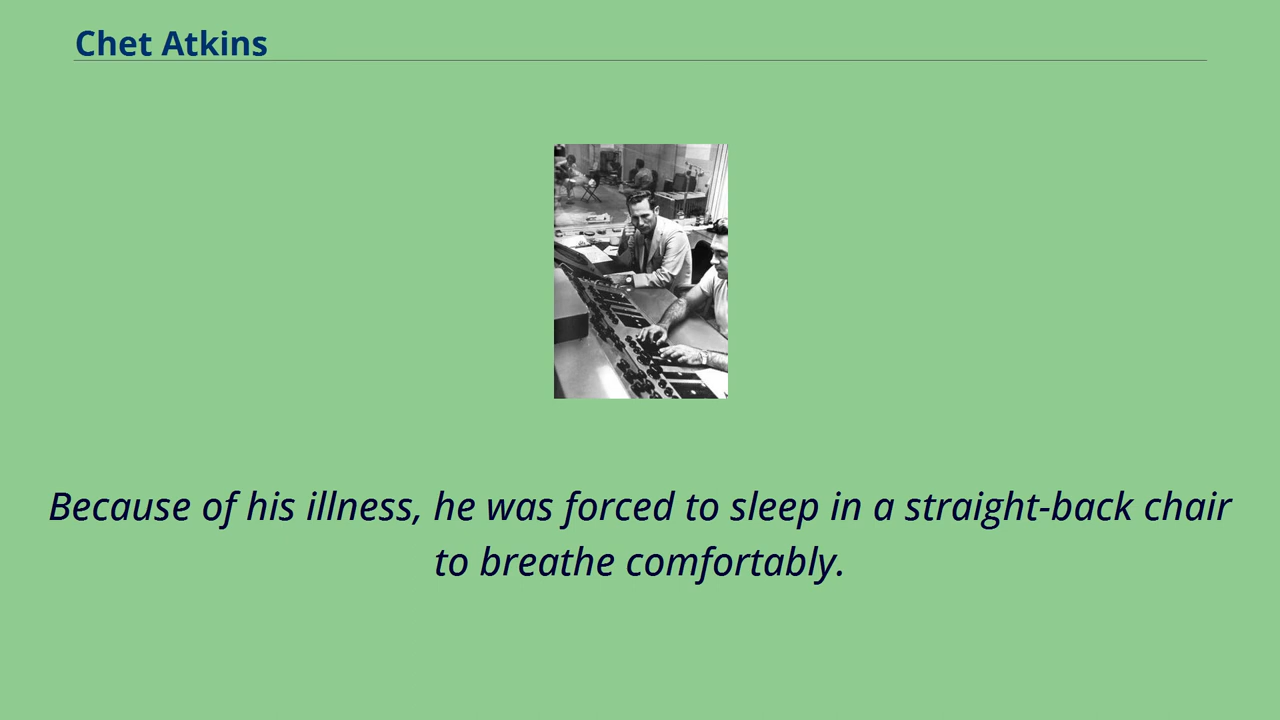 Chet Atkins
Because of his illness, he was forced to sleep in a straight-back chair
to breathe comfortably.